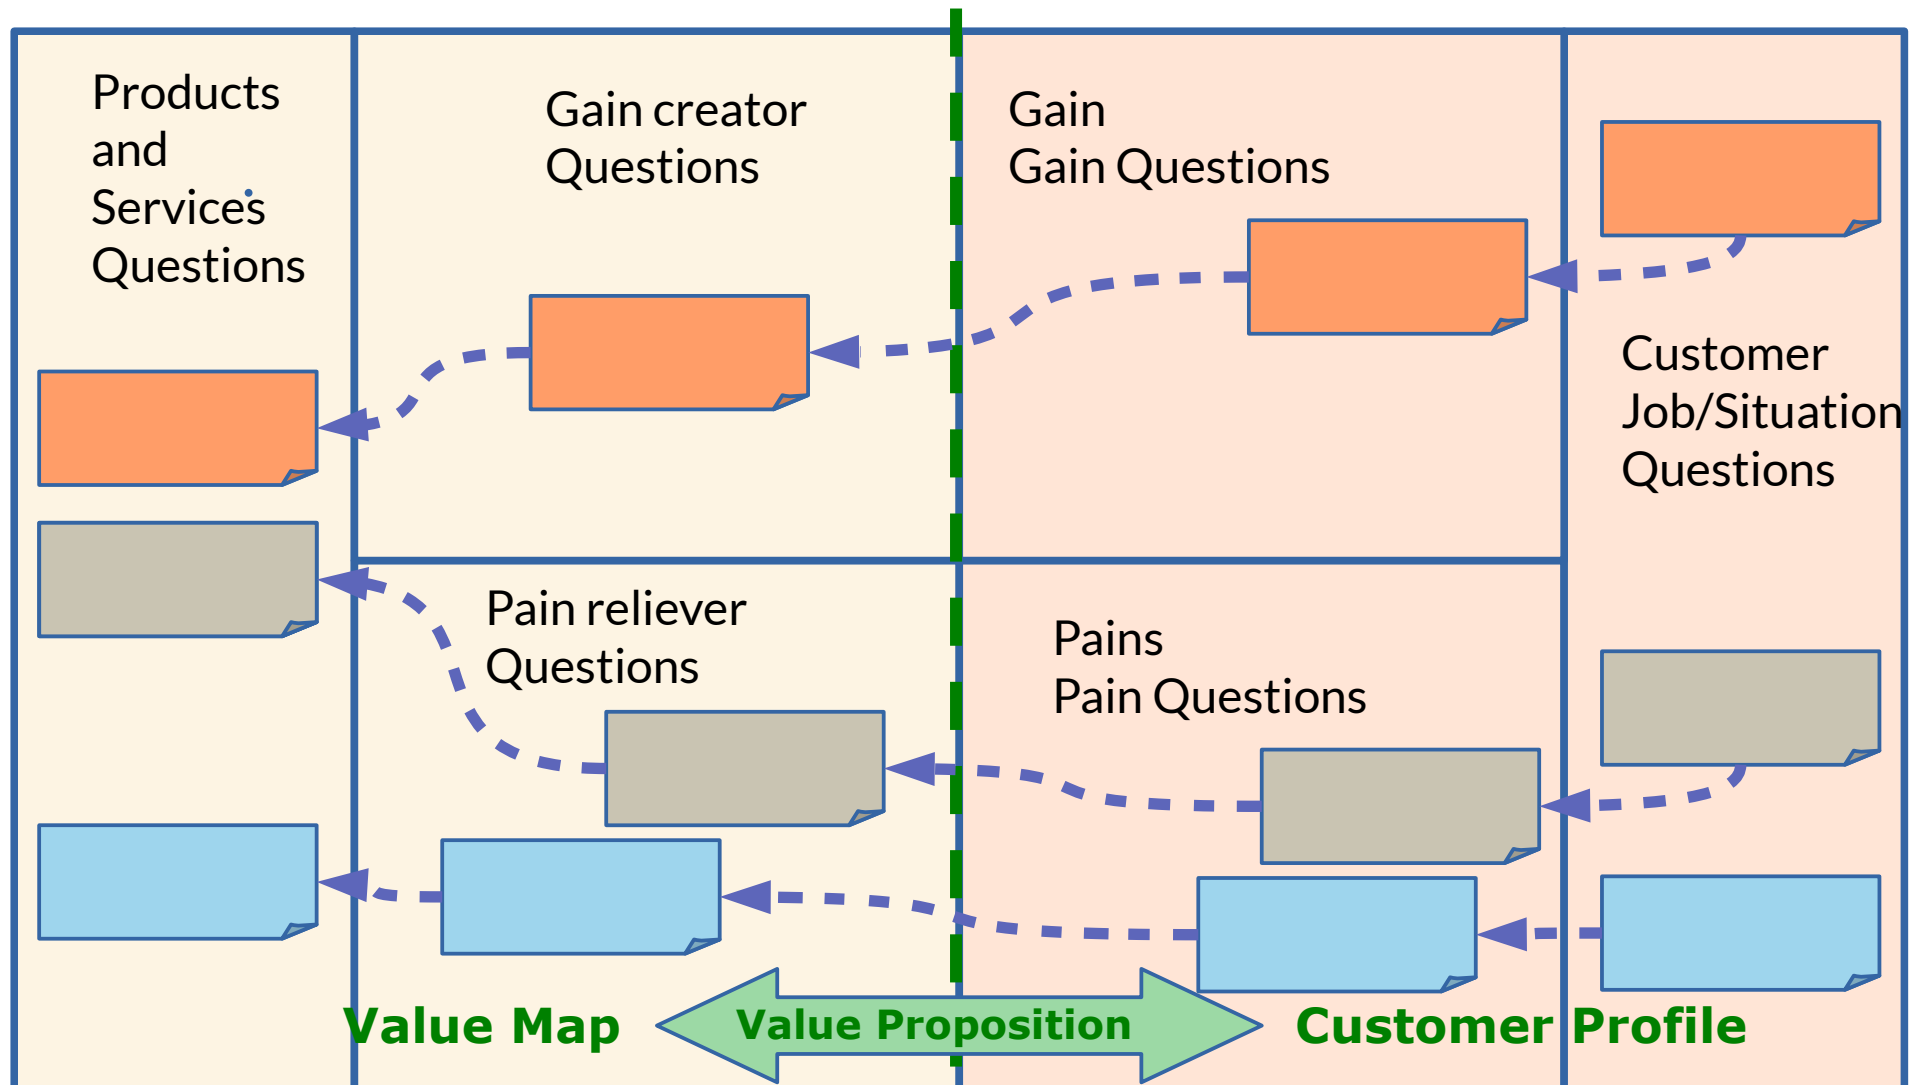 Products
and
Services
Questions
Gain creator
Questions
Gain
Gain Questions
Customer
Job/Situation
Questions
Pain reliever
Questions
Pains
Pain Questions
Value Map
Value Proposition
Customer Profile